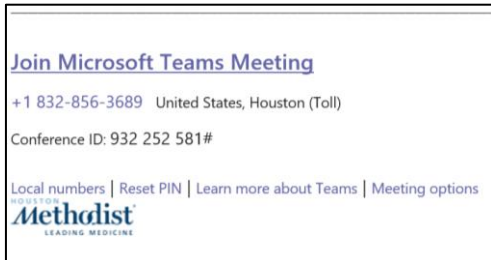 Join Microsoft Teams Meeting
+1 832-856-3689 United States, Houston (Toll)
Conference ID: 932 252 581#
Local numbers | Reset PIN | Learn more about Teams | Meeting options
HOUSTON
Methodist
LEADING MEDICINE